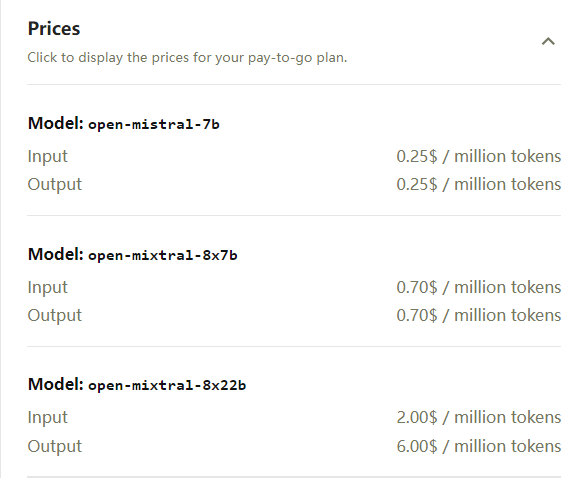 Prices
Click to display the prices for your pay-to-go plan.
Model: open-mistral-7b
Input 0.25$ / million tokens
Output 0.25$ / million tokens
Model: open-mixtral-8x7b
Input 0.70$ / million tokens
Output 0.70$ / million tokens
Model: open-mixtral-8x22b
Input 2.00$ / million tokens
Output 6.00$ / million tokens